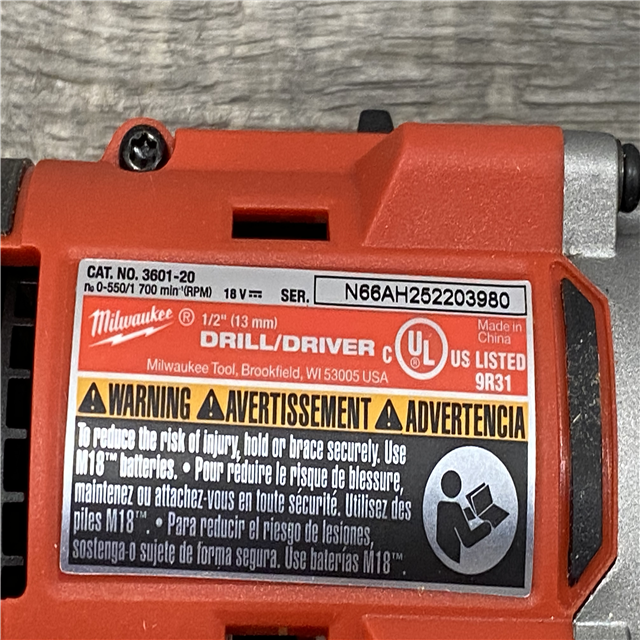 CAT. NO. 3601-20
n₀ 0-550/1 700 min⁻¹(RPM) 18 V⎓ SER. N66AH252203980
Milwaukee ® 1/2" (13 mm)
DRILL/DRIVER
Milwaukee Tool, Brookfield, WI 53005 USA
C UL ® US LISTED
9R31
Made in
China
WARNING AVERTISSEMENT ADVERTENCIA
To reduce the risk of injury, hold or brace securely. Use
M18™ batteries. • Pour réduire le risque de blessure,
maintenez ou attachez-vous en toute sécurité. Utilisez des
piles M18™. • Para reducir el riesgo de lesiones,
sostenga o sujete de forma segura. Use baterías M18™.